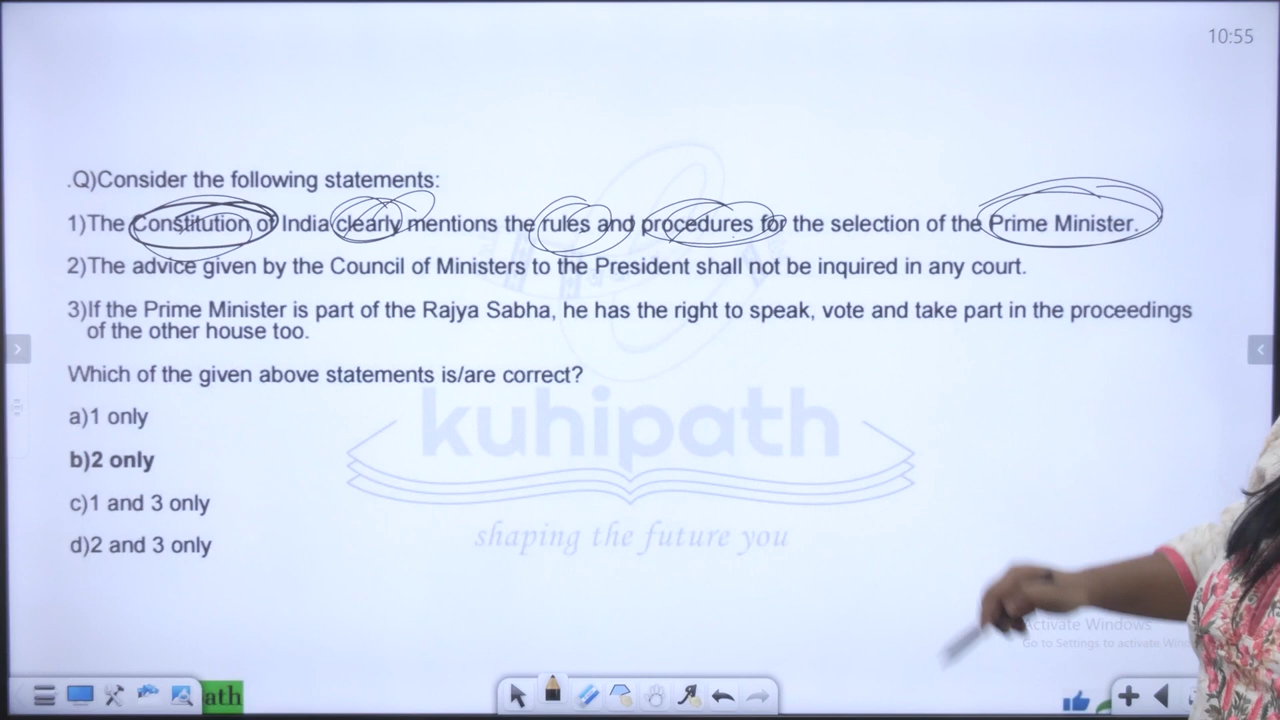 10:55
.Q)Consider the following statements:
1)The Constitution of India clearly mentions the rules and procedures for the selection of the Prime Minister.
2)The advice given by the Council of Ministers to the President shall not be inquired in any court.
3)If the Prime Minister is part of the Rajya Sabha, he has the right to speak, vote and take part in the proceedings
of the other house too.
Which of the given above statements is/are correct?
a)1 only
kuhipath
b)2 only
c)1 and 3 only
shaping the future you
d)2 and 3 only
Activate Windows
Go to Settings to activate
ath